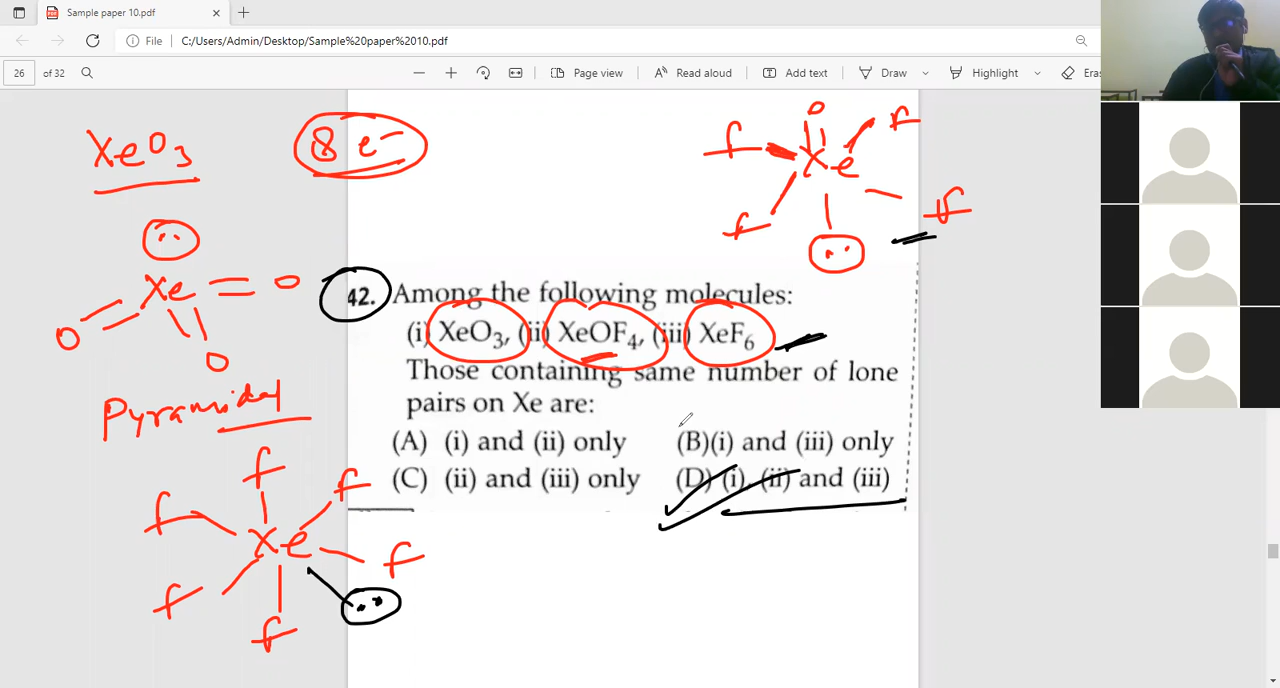 Sample paper 10.pdf
File C:/Users/Admin/Desktop/Sample%20paper%2010.pdf
26 of 32 Page view Read aloud Add text Draw Highlight Eras
XeO3 8 e-
O
F Xe F
F F
Xe O
O O
Pyramidal
42. Among the following molecules:
(i) XeO3, (ii) XeOF4, (iii) XeF6
Those containing same number of lone
pairs on Xe are:
(A) (i) and (ii) only (B)(i) and (iii) only
(C) (ii) and (iii) only (D) (i), (ii) and (iii)
F F
F
Xe
F F
F